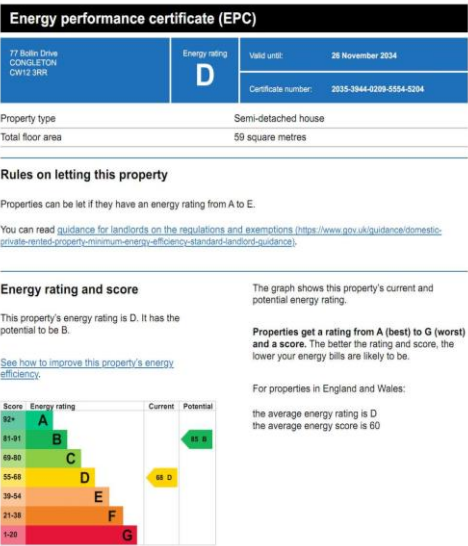 Energy performance certificate (EPC)
77 Bollin Drive
CONGLETON
CW12 3RR
Energy rating
D
Valid until: 26 November 2034
Certificate number: 2035-3944-0209-5554-5204
Property type Semi-detached house
Total floor area 59 square metres
Rules on letting this property
Properties can be let if they have an energy rating from A to E.
You can read guidance for landlords on the regulations and exemptions (https://www.gov.uk/guidance/domestic-
private-rented-property-minimum-energy-efficiency-standard-landlord-guidance).
Energy rating and score
This property's energy rating is D. It has the
potential to be B.
See how to improve this property's energy
efficiency.
The graph shows this property's current and
potential energy rating.
Properties get a rating from A (best) to G (worst)
and a score. The better the rating and score, the
lower your energy bills are likely to be.
For properties in England and Wales:
the average energy rating is D
the average energy score is 60
Score Energy rating Current Potential
92+ A
81-91 B 85 B
69-80 C
55-68 D 68 D
39-54 E
21-38 F
1-20 G